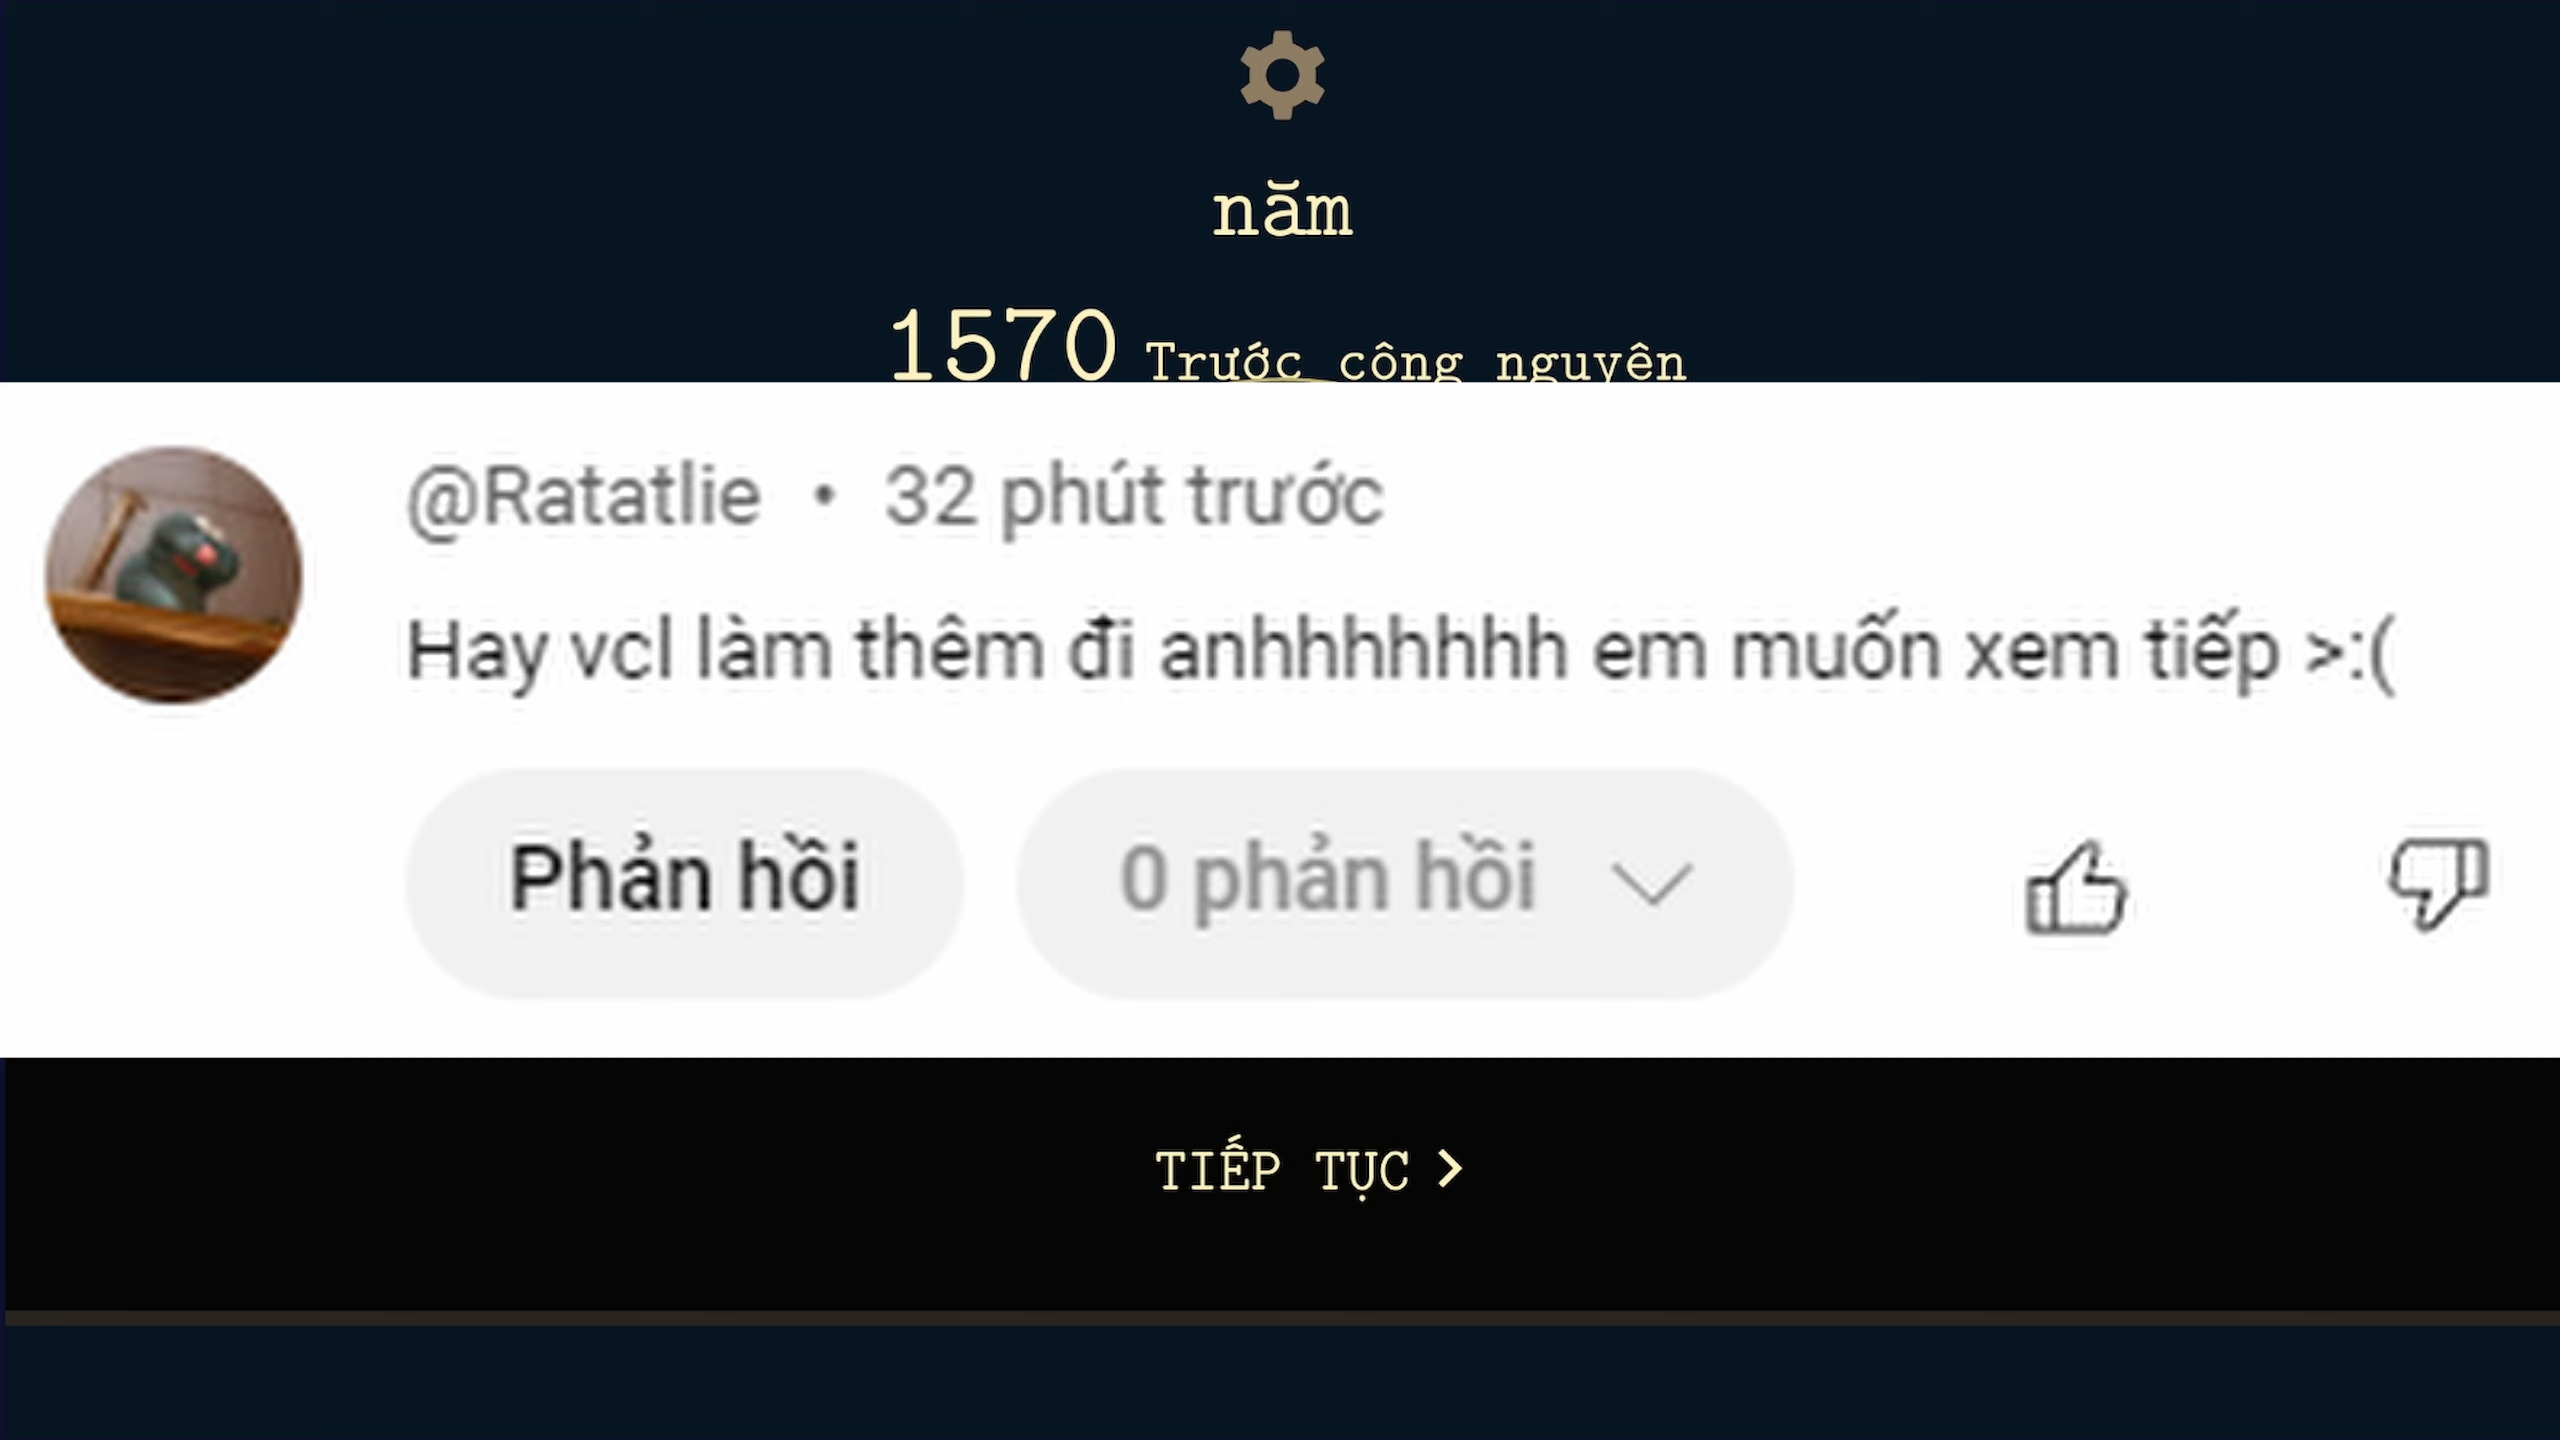 năm
1570 Trước công nguyên
@Ratatlie • 32 phút trước
Hay vcl làm thêm đi anhhhhhhhh em muốn xem tiếp >:(
Phản hồi 0 phản hồi
TIẾP TỤC >